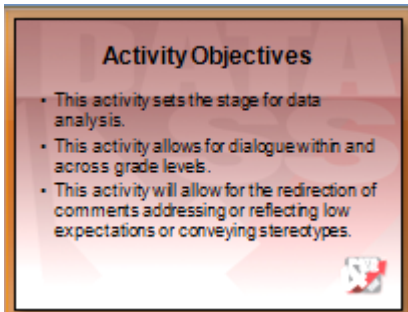 Activity Objectives
• This activity sets the stage for data
analysis.
• This activity allows for dialogue within and
across grade levels.
• This activity will allow for the redirection of
comments addressing or reflecting low
expectations or conveying stereotypes.